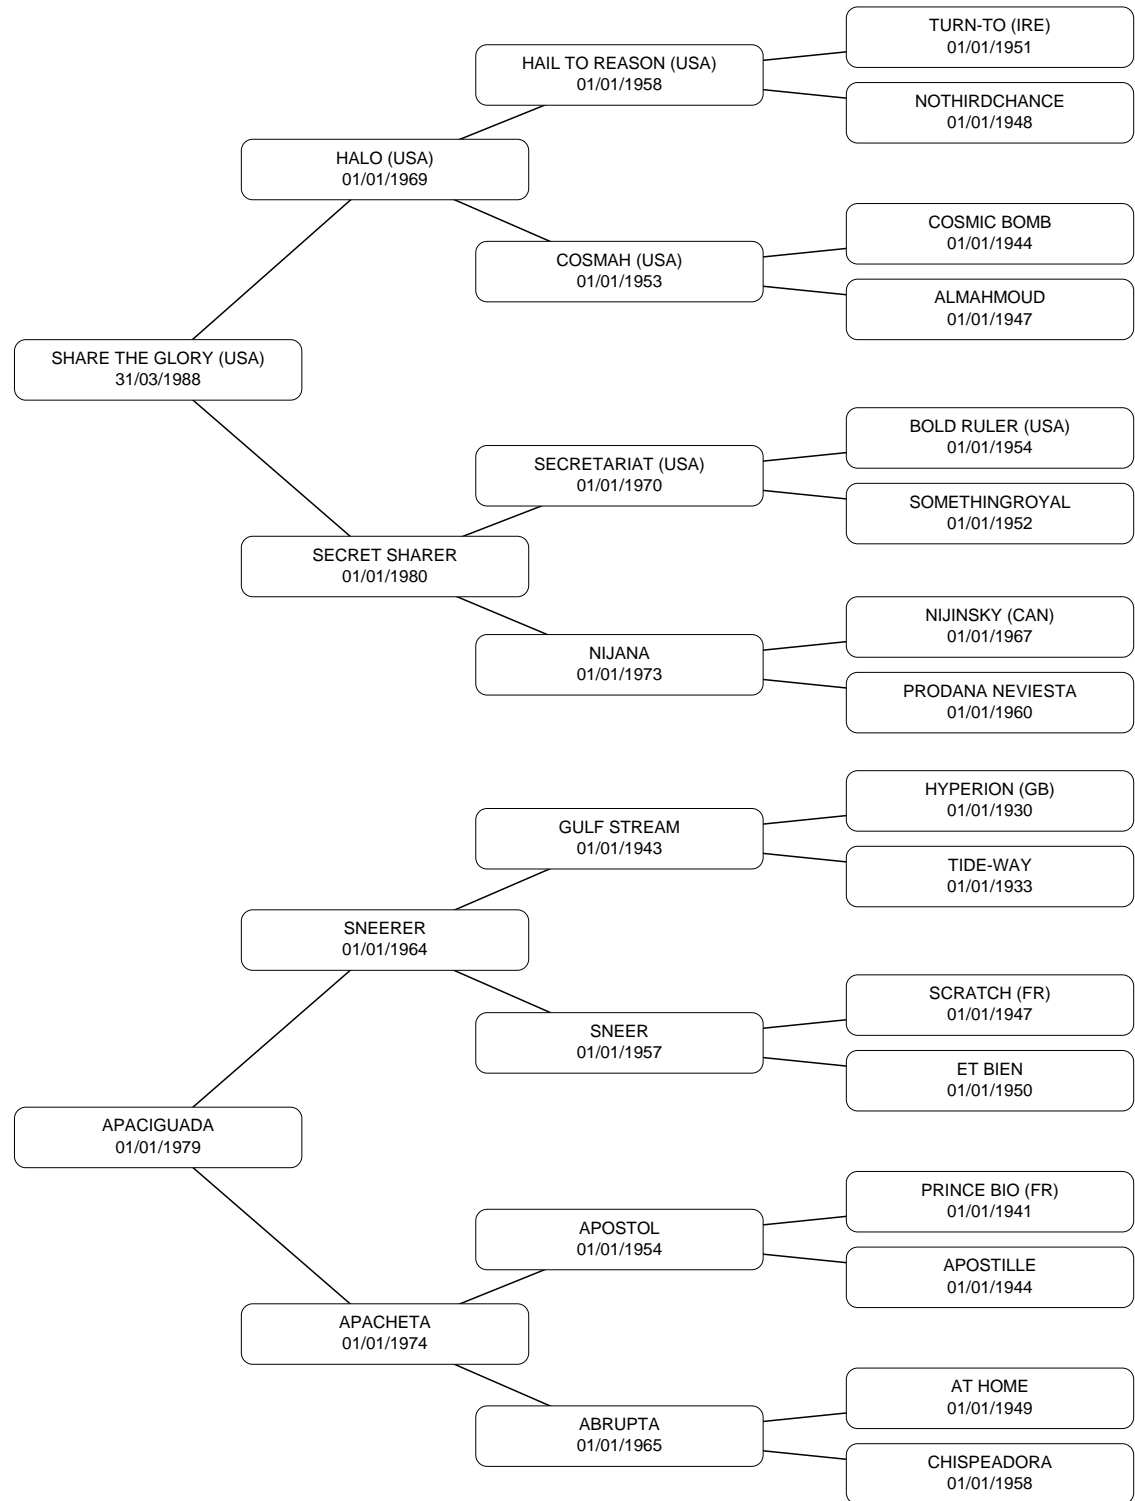 TURN-TO (IRE)
01/01/1951
HAIL TO REASON (USA)
01/01/1958
NOTHIRDCHANCE
01/01/1948
HALO (USA)
01/01/1969
COSMIC BOMB
01/01/1944
COSMAH (USA)
01/01/1953
ALMAHMOUD
01/01/1947
SHARE THE GLORY (USA)
31/03/1988
BOLD RULER (USA)
01/01/1954
SECRETARIAT (USA)
01/01/1970
SOMETHINGROYAL
01/01/1952
SECRET SHARER
01/01/1980
NIJINSKY (CAN)
01/01/1967
NIJANA
01/01/1973
PRODANA NEVIESTA
01/01/1960
HYPERION (GB)
01/01/1930
GULF STREAM
01/01/1943
TIDE-WAY
01/01/1933
SNEERER
01/01/1964
SCRATCH (FR)
01/01/1947
SNEER
01/01/1957
ET BIEN
01/01/1950
APACIGUADA
01/01/1979
PRINCE BIO (FR)
01/01/1941
APOSTOL
01/01/1954
APOSTILLE
01/01/1944
APACHETA
01/01/1974
AT HOME
01/01/1949
ABRUPTA
01/01/1965
CHISPEADORA
01/01/1958